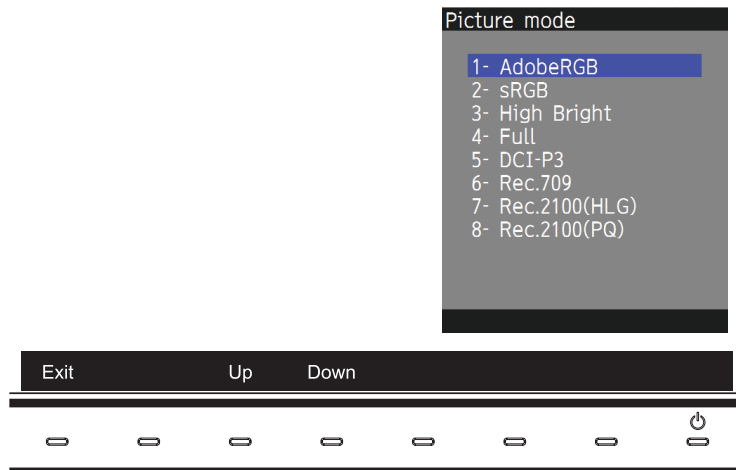 Picture mode
1- AdobeRGB
2- sRGB
3- High Bright
4- Full
5- DCI-P3
6- Rec.709
7- Rec.2100(HLG)
8- Rec.2100(PQ)
Exit Up Down